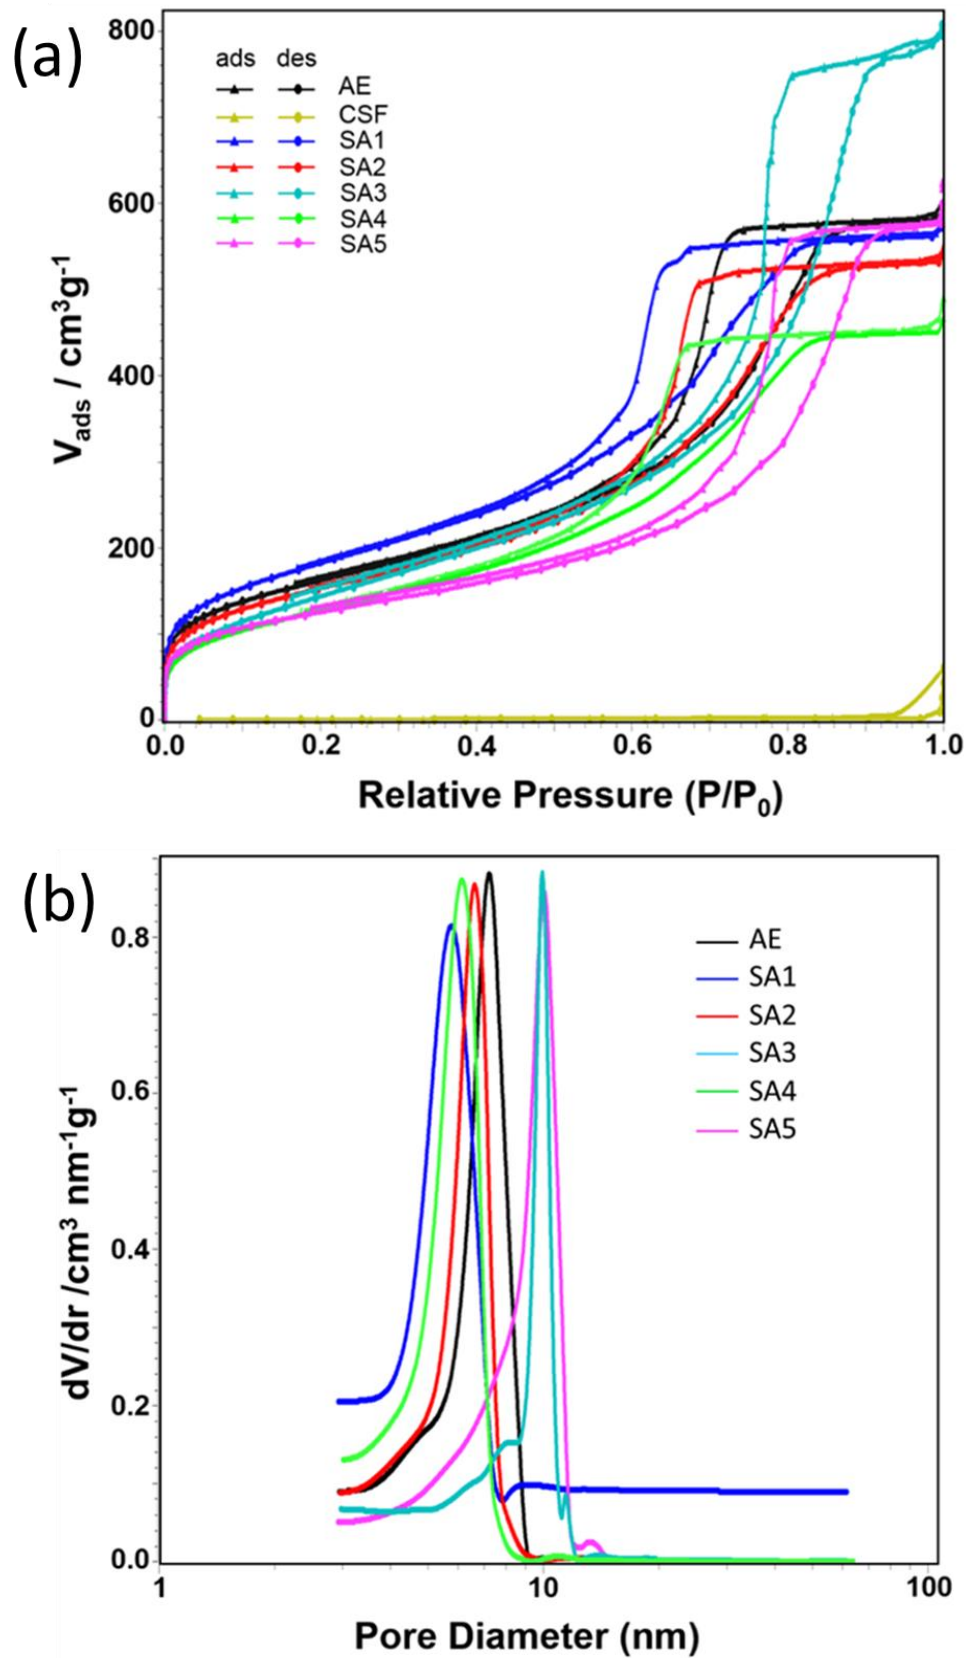 (a)
800
600
400
200
0
V_ads / cm³g⁻¹
ads des
AE
CSF
SA1
SA2
SA3
SA4
SA5
0.0 0.2 0.4 0.6 0.8 1.0
Relative Pressure (P/P₀)
(b)
0.8
0.6
0.4
0.2
0.0
dV/dr /cm³ nm⁻¹g⁻¹
AE
SA1
SA2
SA3
SA4
SA5
1 10 100
Pore Diameter (nm)